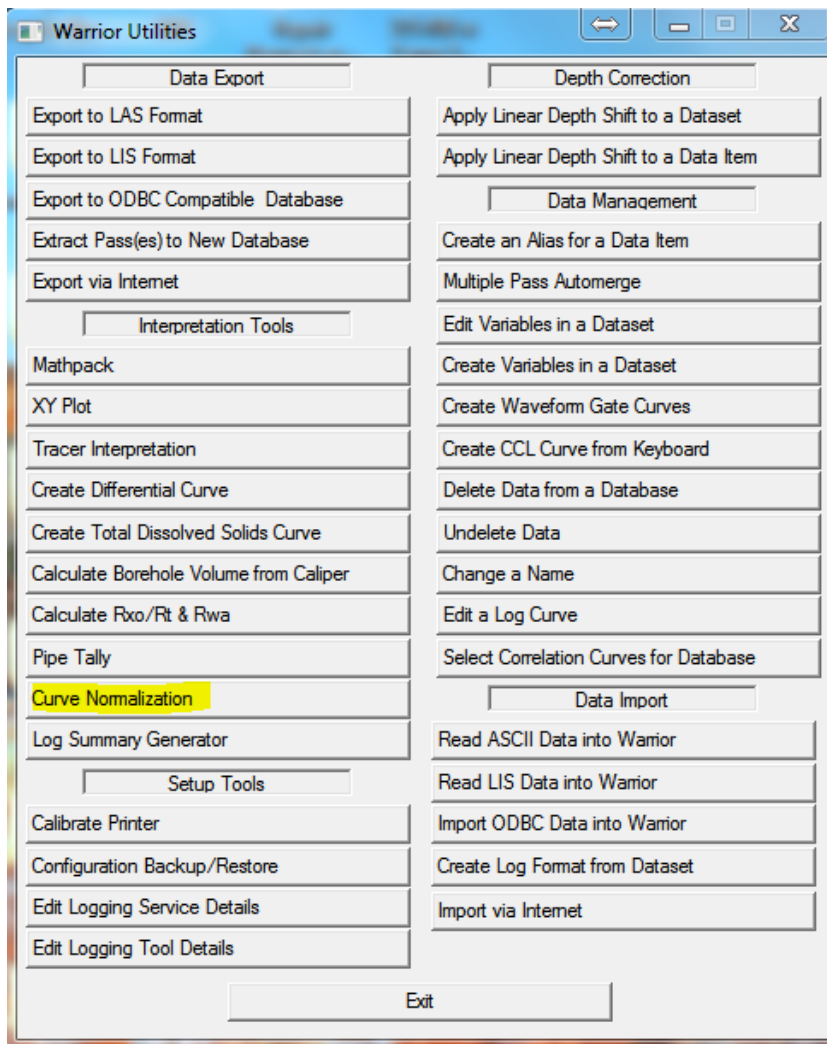 Warrior Utilities
Data Export
Export to LAS Format
Export to LIS Format
Export to ODBC Compatible  Database
Extract Pass(es) to New Database
Export via Internet
Interpretation Tools
Mathpack
XY Plot
Tracer Interpretation
Create Differential Curve
Create Total Dissolved Solids Curve
Calculate Borehole Volume from Caliper
Calculate Rxo/Rt & Rwa
Pipe Tally
Curve Normalization
Log Summary Generator
Setup Tools
Calibrate Printer
Configuration Backup/Restore
Edit Logging Service Details
Edit Logging Tool Details
Depth Correction
Apply Linear Depth Shift to a Dataset
Apply Linear Depth Shift to a Data Item
Data Management
Create an Alias for a Data Item
Multiple Pass Automerge
Edit Variables in a Dataset
Create Variables in a Dataset
Create Waveform Gate Curves
Create CCL Curve from Keyboard
Delete Data from a Database
Undelete Data
Change a Name
Edit a Log Curve
Select Correlation Curves for Database
Data Import
Read ASCII Data into Warrior
Read LIS Data into Warrior
Import ODBC Data into Warrior
Create Log Format from Dataset
Import via Internet
Exit